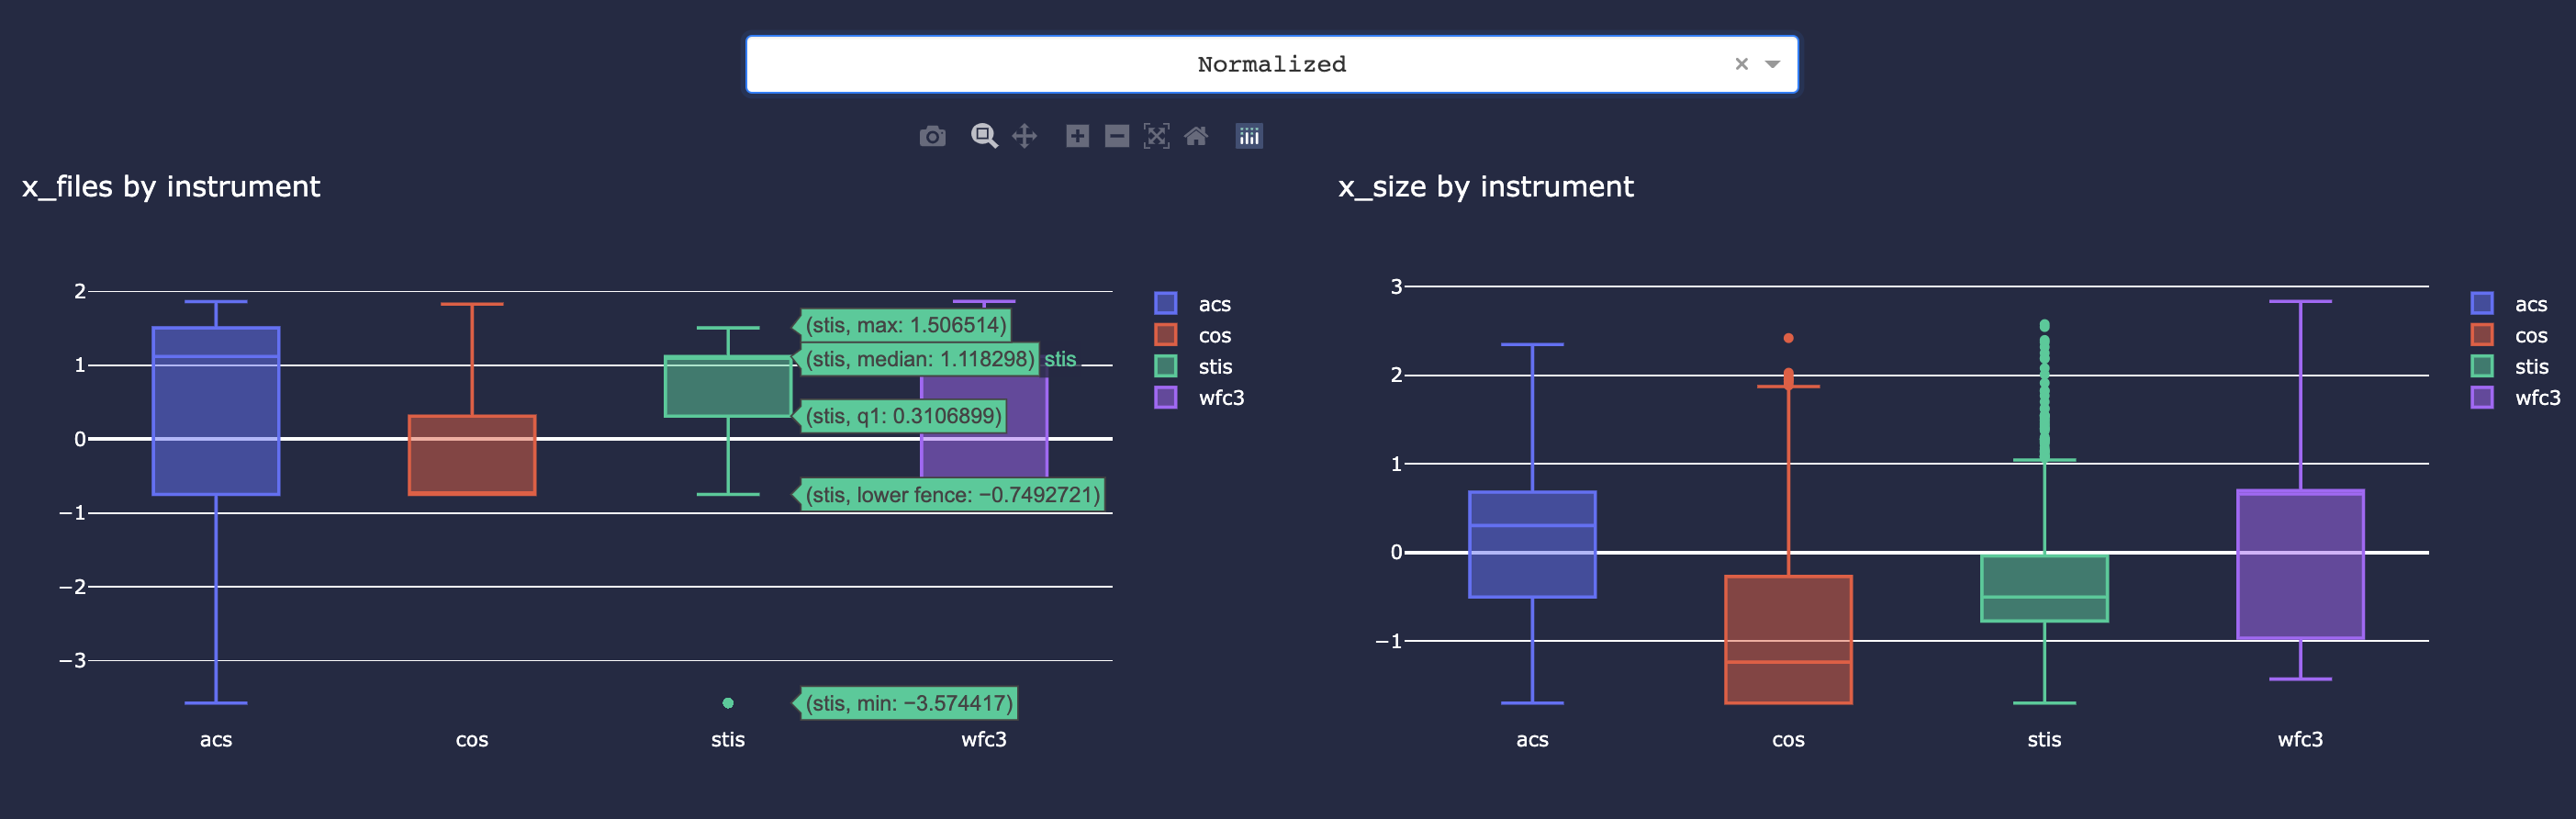 Normalized
x_files by instrument
2
1
0
−1
−2
−3
acs
cos
stis
wfc3
(stis, max: 1.506514)
(stis, median: 1.118298) stis
(stis, q1: 0.3106899)
(stis, lower fence: −0.7492721)
(stis, min: −3.574417)
acs
cos
stis
wfc3
x_size by instrument
3
2
1
0
−1
acs
cos
stis
wfc3
acs
cos
stis
wfc3